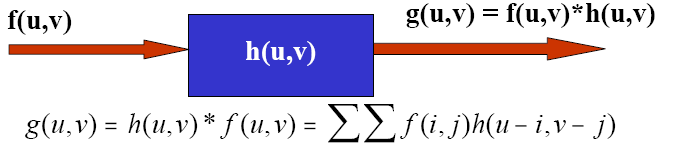 f(u,v)
g(u,v) = f(u,v)*h(u,v)
h(u,v)
g(u,v) = h(u,v) * f(u,v) = ∑∑ f(i, j)h(u − i,v − j)